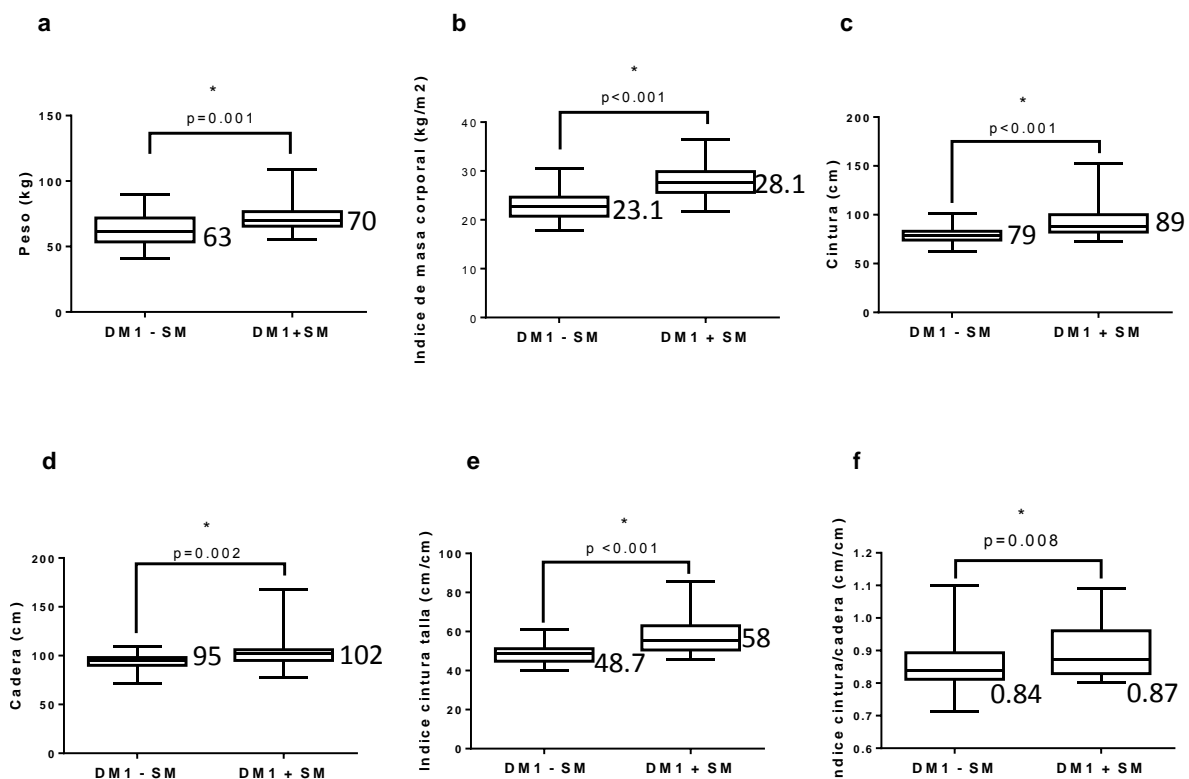 a
*
p=0.001
Peso (kg)
150
100
50
0
63
70
DM1 - SM
DM1+SM
b
*
p<0.001
Indice de masa corporal (kg/m2)
40
30
20
10
0
23.1
28.1
DM1 - SM
DM1 + SM
c
*
p<0.001
Cintura (cm)
200
150
100
50
0
79
89
DM1 - SM
DM1 + SM
d
*
p=0.002
Cadera (cm)
200
150
100
50
0
95
102
DM1 - SM
DM1 + SM
e
*
p <0.001
Indice cintura talla (cm/cm)
100
80
60
40
20
0
48.7
58
DM1 - SM
DM1 + SM
f
*
p=0.008
Indice cintura/cadera (cm/cm)
1.2
1.1
1.0
0.9
0.8
0.7
0.6
0.84
0.87
DM1 - SM
DM1 + SM